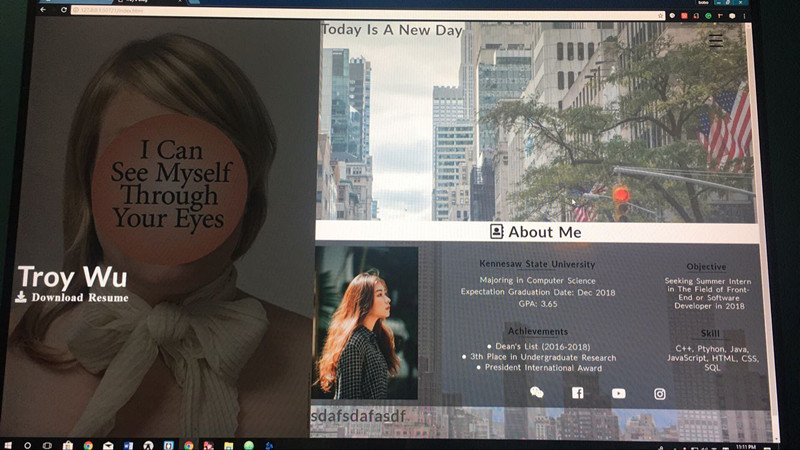 Today Is A New Day
I Can
See Myself
Through
Your Eyes
Troy Wu
Download Resume
About Me
Kennesaw State University
Majoring In Computer Science
Expectation Graduation Date: Dec 2018
GPA: 3.65
Achievements
• Dean's List (2016-2018)
• 3th Place in Undergraduate Research
• President International Award
Objective
Seeking Summer Intern
in The Field of Front-
End or Software
Developer in 2018
Skill
C++, Ptyhon, Java,
JavaScript, HTML, CSS,
SQL
sdafsdafasdf
11:11 PM